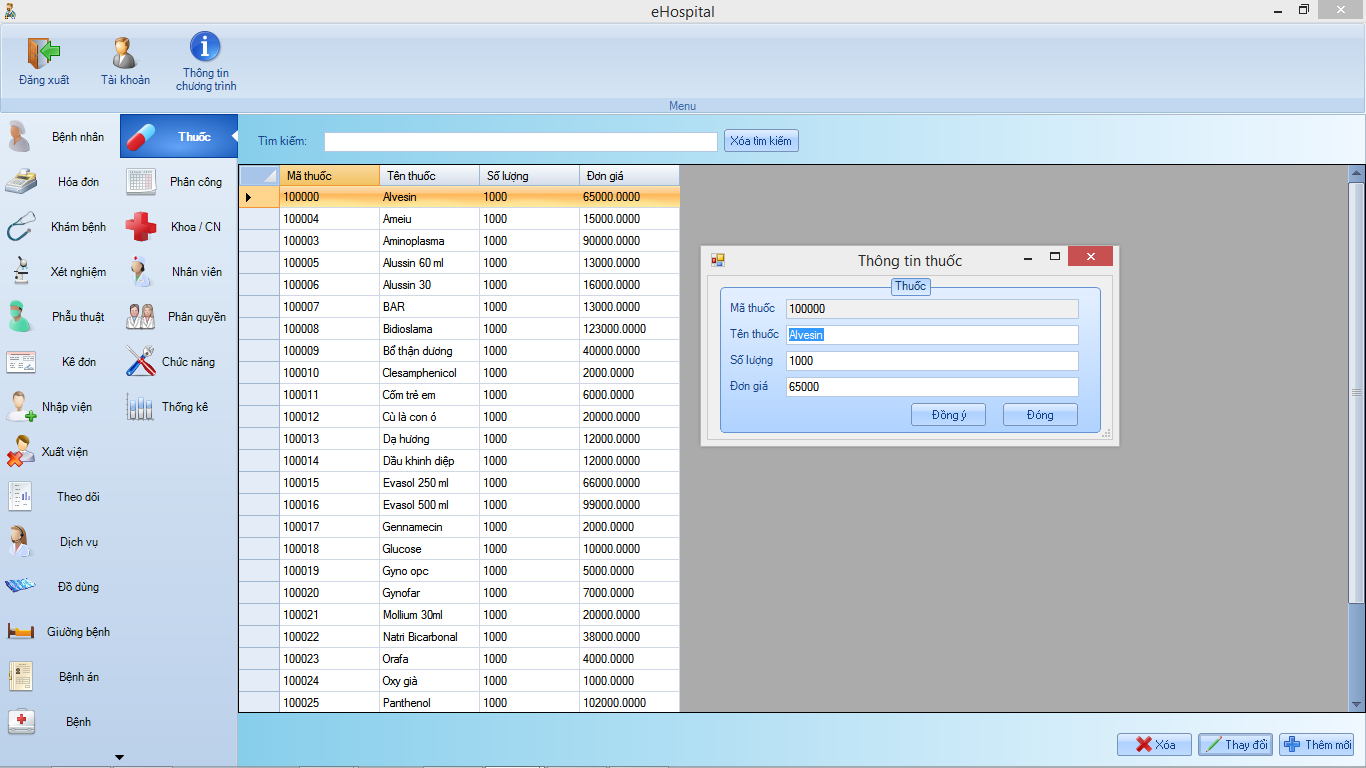 eHospital
Đăng xuất
Tài khoản
Thông tin
chương trình
Menu
Bệnh nhân
Hóa đơn
Khám bệnh
Xét nghiệm
Phẫu thuật
Kê đơn
Nhập viện
Xuất viện
Theo dõi
Dịch vụ
Đồ dùng
Giường bệnh
Bệnh án
Bệnh
Thuốc
Phân công
Khoa / CN
Nhân viên
Phân quyền
Chức năng
Thống kê
Tìm kiếm:
Xóa tìm kiếm
Mã thuốc Tên thuốc Số lượng Đơn giá
100000 Alvesin 1000 65000.0000
100004 Ameiu 1000 15000.0000
100003 Aminoplasma 1000 90000.0000
100005 Alussin 60 ml 1000 13000.0000
100006 Alussin 30 1000 16000.0000
100007 BAR 1000 13000.0000
100008 Bidioslama 1000 123000.0000
100009 Bổ thận dương 1000 40000.0000
100010 Clesamphenicol 1000 2000.0000
100011 Cốm trẻ em 1000 6000.0000
100012 Cù là con ó 1000 20000.0000
100013 Dạ hương 1000 12000.0000
100014 Dầu khinh diệp 1000 12000.0000
100015 Evasol 250 ml 1000 66000.0000
100016 Evasol 500 ml 1000 99000.0000
100017 Gennamecin 1000 2000.0000
100018 Glucose 1000 10000.0000
100019 Gyno opc 1000 5000.0000
100020 Gynofar 1000 7000.0000
100021 Mollium 30ml 1000 20000.0000
100022 Natri Bicarbonal 1000 38000.0000
100023 Orafa 1000 4000.0000
100024 Oxy già 1000 1000.0000
100025 Panthenol 1000 102000.0000
Thông tin thuốc
Thuốc
Mã thuốc 100000
Tên thuốc Alvesin
Số lượng 1000
Đơn giá 65000
Đồng ý Đóng
Xóa Thay đổi Thêm mới